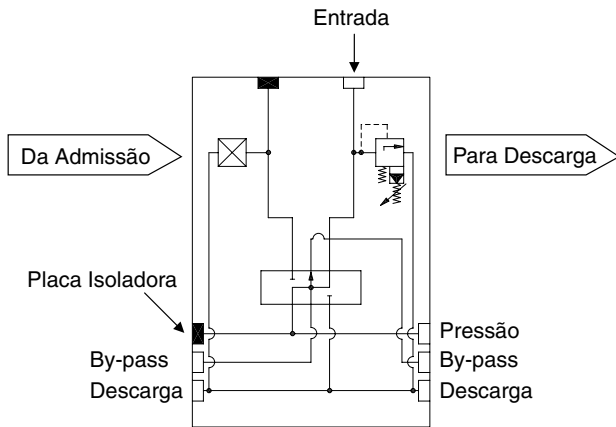 Entrada
Da Admissão
Para Descarga
Placa Isoladora
Pressão
By-pass
By-pass
Descarga
Descarga